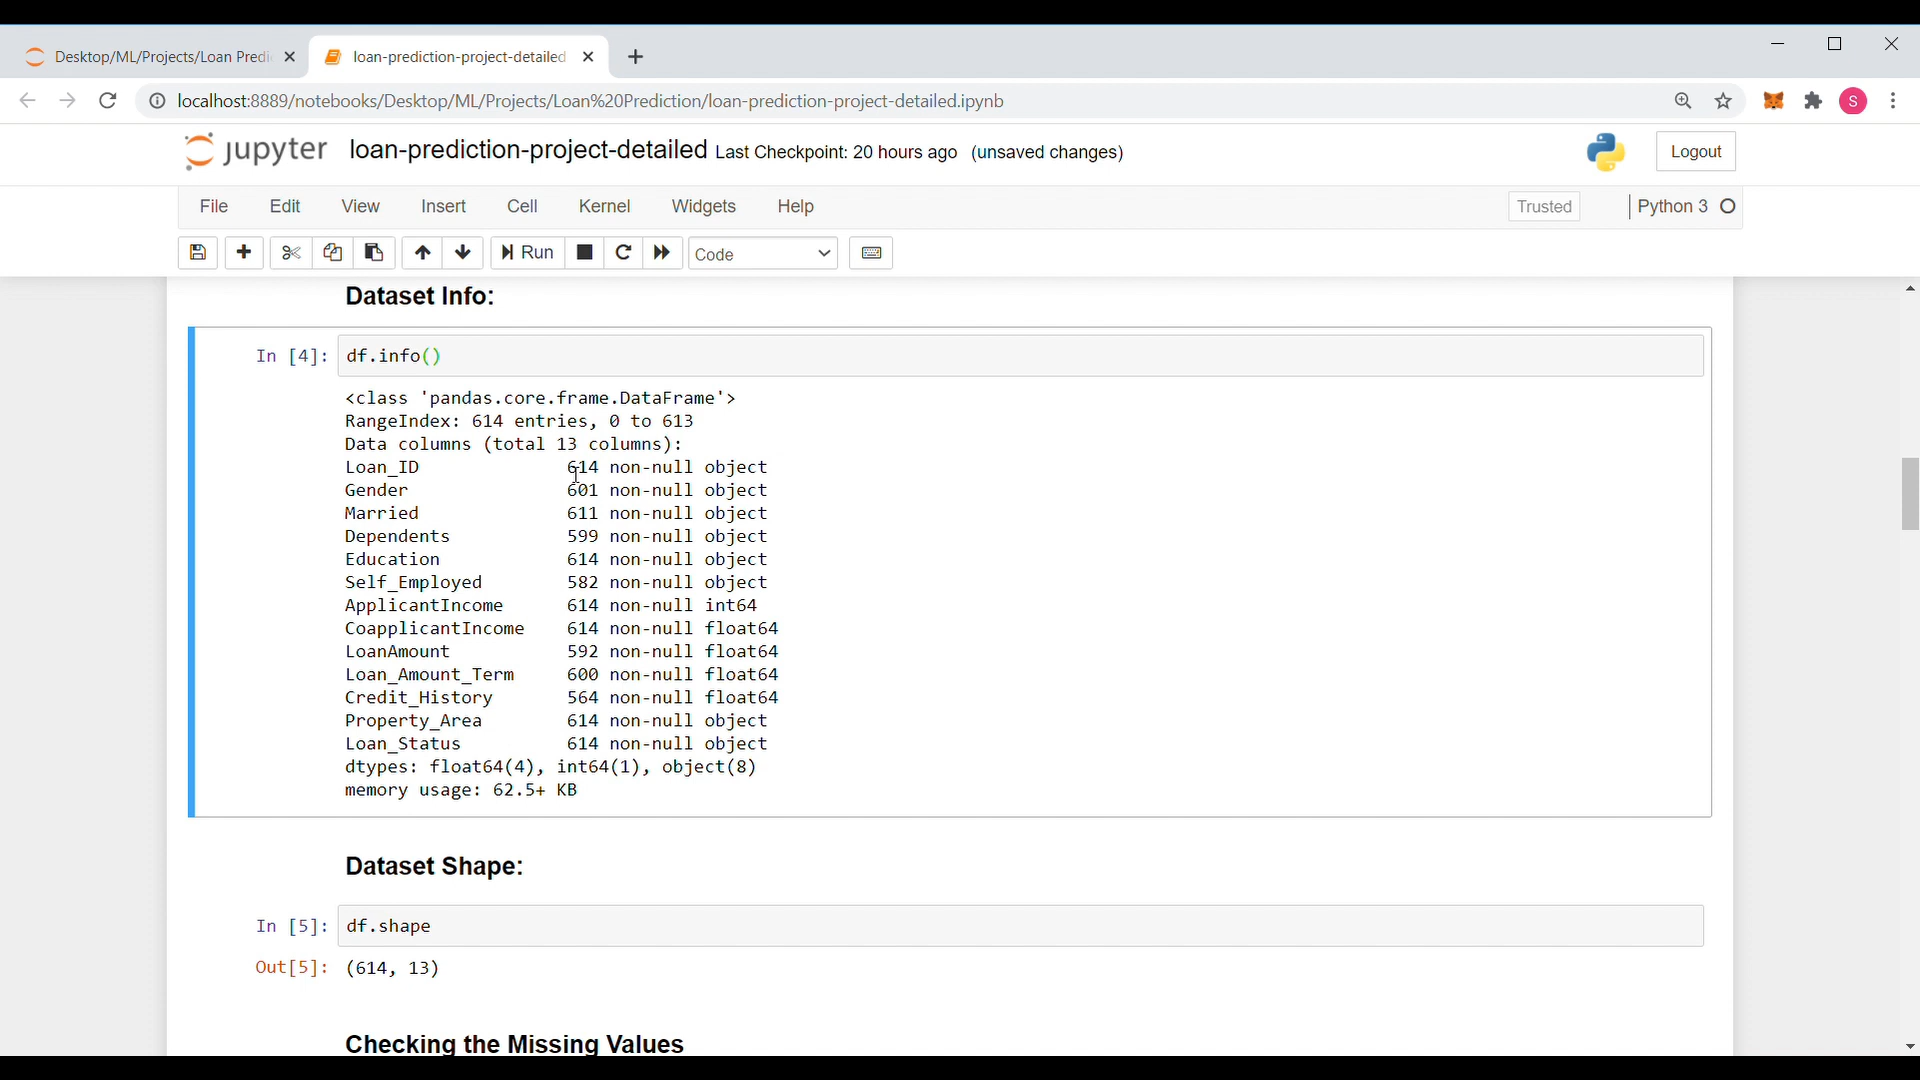 Desktop/ML/Projects/Loan Predi
loan-prediction-project-detailed
localhost:8889/notebooks/Desktop/ML/Projects/Loan%20Prediction/loan-prediction-project-detailed.ipynb
S
jupyter loan-prediction-project-detailed Last Checkpoint: 20 hours ago (unsaved changes)
Logout
File Edit View Insert Cell Kernel Widgets Help Trusted Python 3
Run Code
Dataset Info:
In [4]: df.info()
<class 'pandas.core.frame.DataFrame'>
RangeIndex: 614 entries, 0 to 613
Data columns (total 13 columns):
Loan_ID 614 non-null object
Gender 601 non-null object
Married 611 non-null object
Dependents 599 non-null object
Education 614 non-null object
Self_Employed 582 non-null object
ApplicantIncome 614 non-null int64
CoapplicantIncome 614 non-null float64
LoanAmount 592 non-null float64
Loan_Amount_Term 600 non-null float64
Credit_History 564 non-null float64
Property_Area 614 non-null object
Loan_Status 614 non-null object
dtypes: float64(4), int64(1), object(8)
memory usage: 62.5+ KB
Dataset Shape:
In [5]: df.shape
Out[5]: (614, 13)
Checking the Missing Values